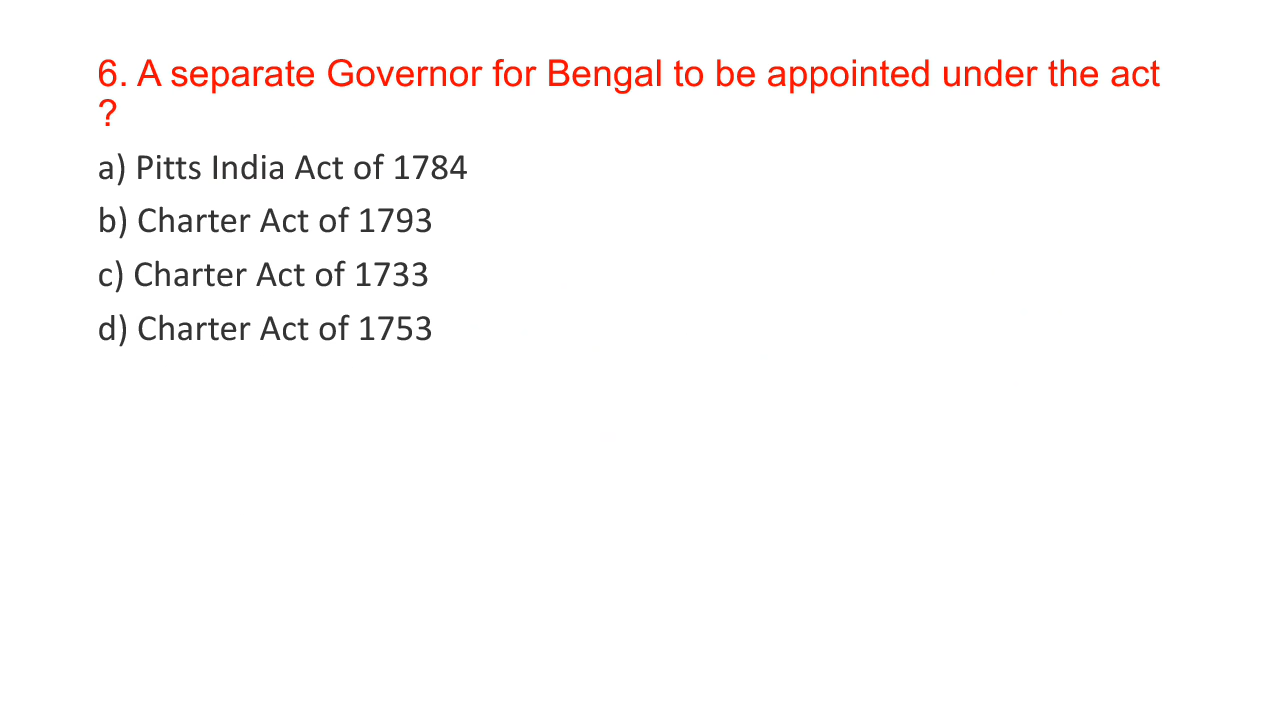 6. A separate Governor for Bengal to be appointed under the act
?
a) Pitts India Act of 1784
b) Charter Act of 1793
c) Charter Act of 1733
d) Charter Act of 1753